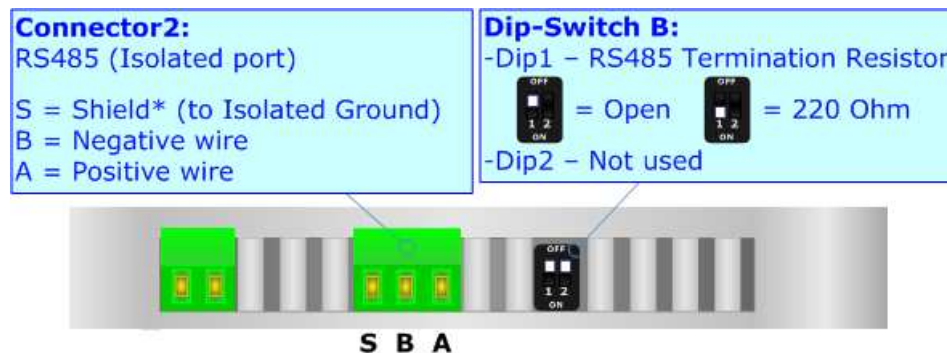 Connector2:
RS485 (Isolated port)
S = Shield* (to Isolated Ground)
B = Negative wire
A = Positive wire
Dip-Switch B:
-Dip1 – RS485 Termination Resistor
OFF
1 2
ON
= Open
OFF
1 2
ON
= 220 Ohm
-Dip2 – Not used
OFF
1 2
ON
S B A